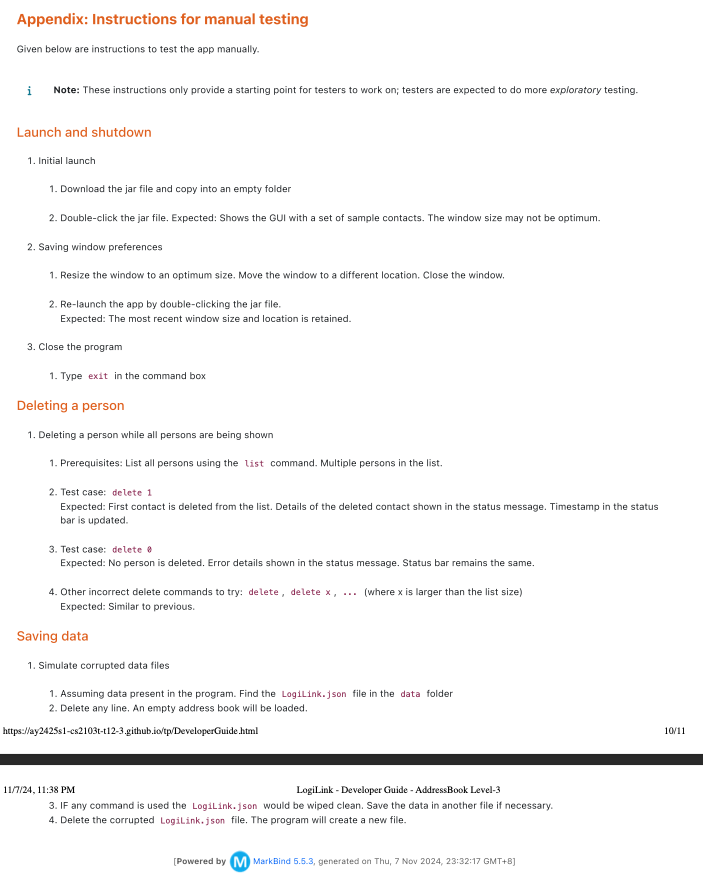 Appendix: Instructions for manual testing
Given below are instructions to test the app manually.
Note: These instructions only provide a starting point for testers to work on; testers are expected to do more exploratory testing.
Launch and shutdown
1. Initial launch
1. Download the jar file and copy into an empty folder
2. Double-click the jar file. Expected: Shows the GUI with a set of sample contacts. The window size may not be optimum.
2. Saving window preferences
1. Resize the window to an optimum size. Move the window to a different location. Close the window.
2. Re-launch the app by double-clicking the jar file.
Expected: The most recent window size and location is retained.
3. Close the program
1. Type exit in the command box
Deleting a person
1. Deleting a person while all persons are being shown
1. Prerequisites: List all persons using the list command. Multiple persons in the list.
2. Test case: delete 1
Expected: First contact is deleted from the list. Details of the deleted contact shown in the status message. Timestamp in the status
bar is updated.
3. Test case: delete 0
Expected: No person is deleted. Error details shown in the status message. Status bar remains the same.
4. Other incorrect delete commands to try: delete, delete x, ... (where x is larger than the list size)
Expected: Similar to previous.
Saving data
1. Simulate corrupted data files
1. Assuming data present in the program. Find the LogiLink.json file in the data folder
2. Delete any line. An empty address book will be loaded.
https://ay2425s1-cs2103t-t12-3.github.io/tp/DeveloperGuide.html 10/11
11/7/24, 11:38 PM LogiLink - Developer Guide - AddressBook Level-3
3. IF any command is used the LogiLink.json would be wiped clean. Save the data in another file if necessary.
4. Delete the corrupted LogiLink.json file. The program will create a new file.
[Powered by M MarkBind 5.5.3, generated on Thu, 7 Nov 2024, 23:32:17 GMT+8]